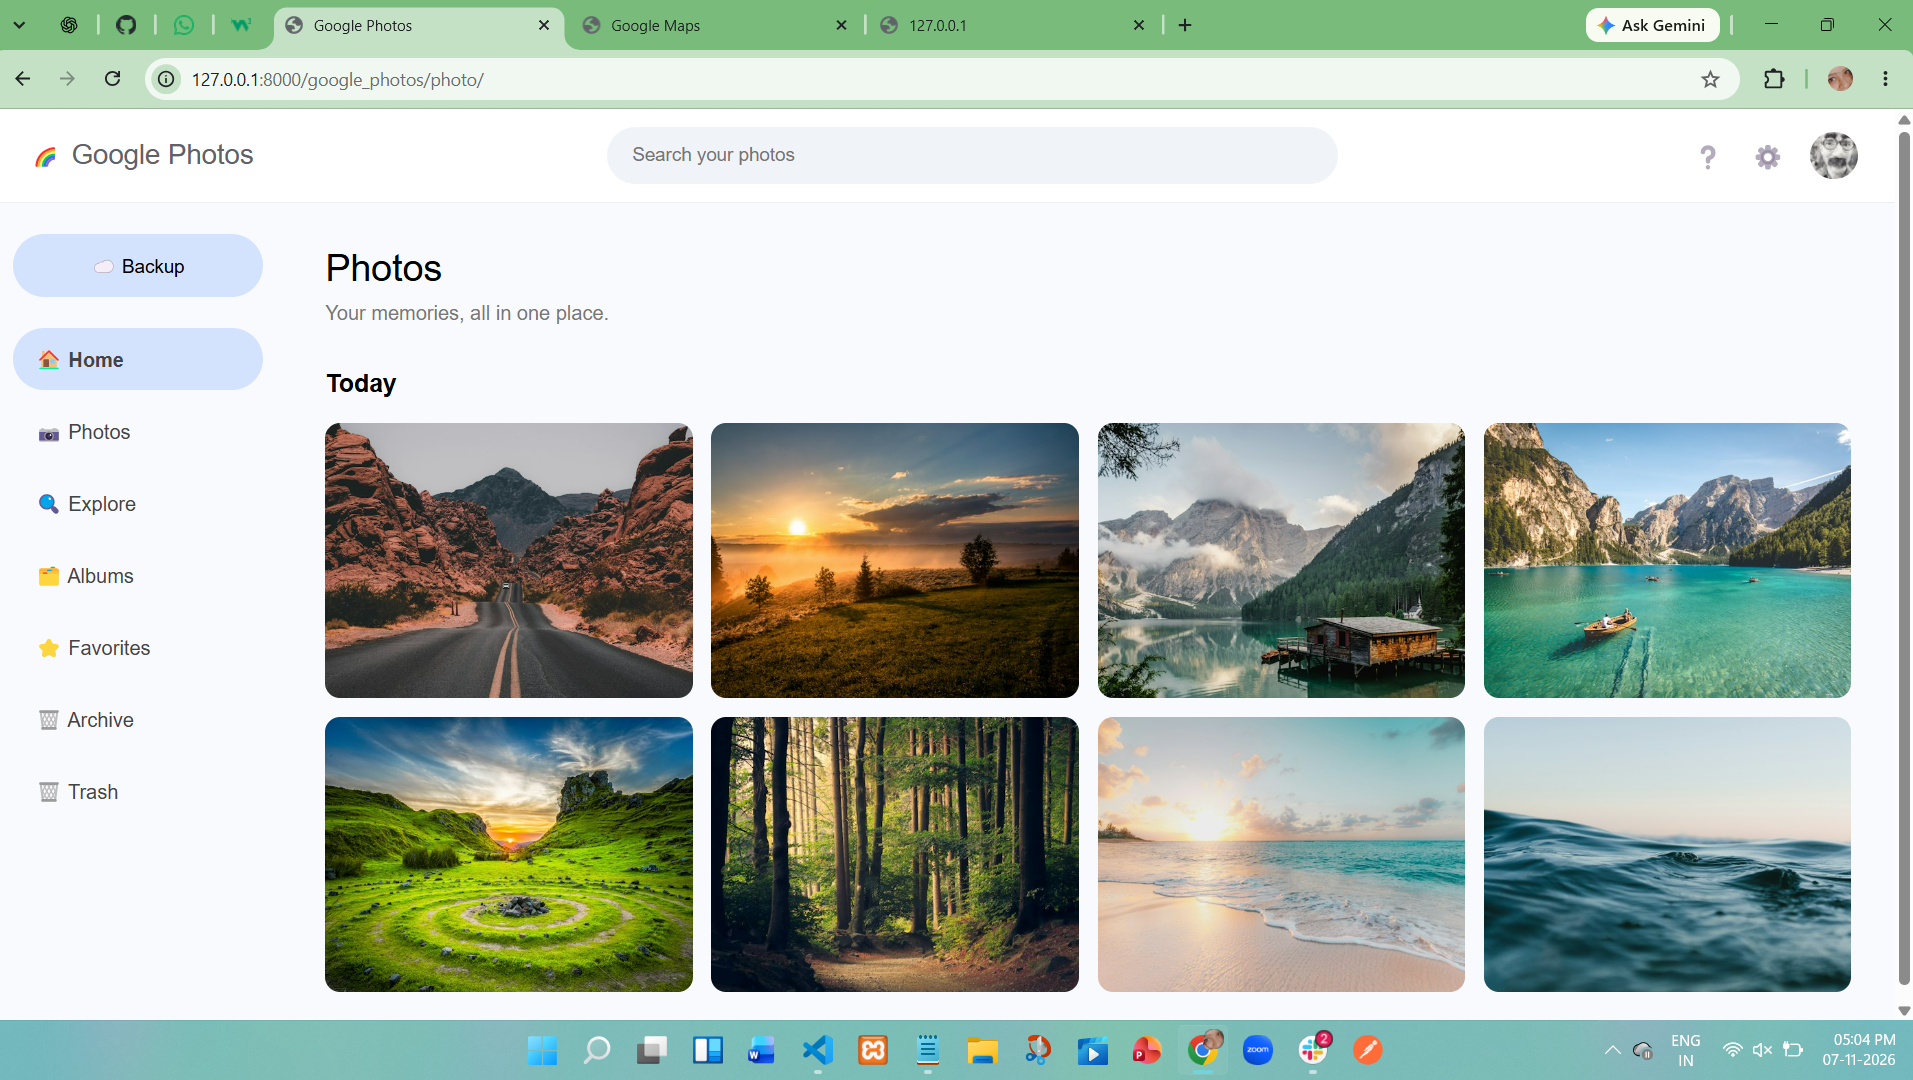 Google Photos
Google Maps
127.0.0.1
Ask Gemini
127.0.0.1:8000/google_photos/photo/
Google Photos
Search your photos
Backup
Home
Photos
Explore
Albums
Favorites
Archive
Trash
Photos
Your memories, all in one place.
Today
W
P
zoom
2
ENG
IN
05:04 PM
07-11-2026